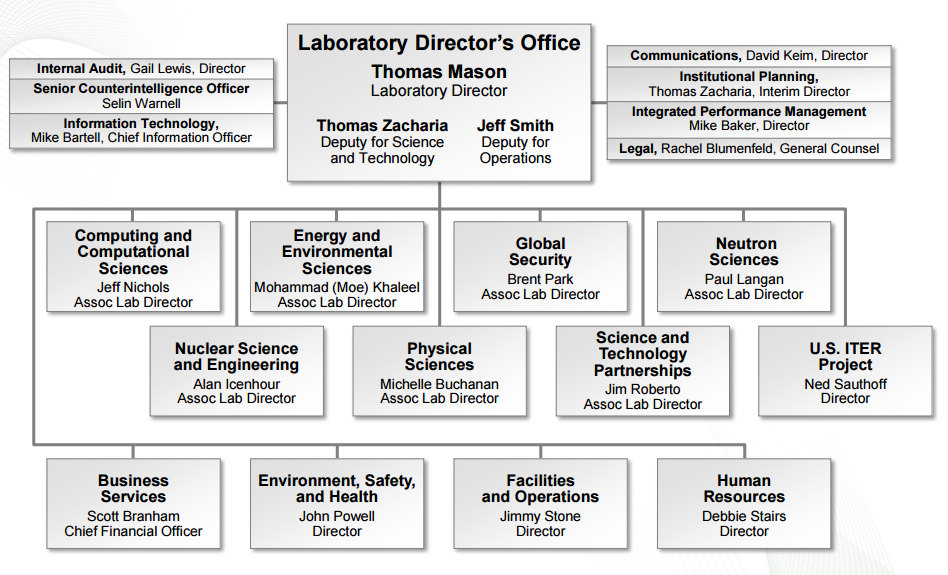 Laboratory Director's Office
Thomas Mason
Laboratory Director
Thomas Zacharia
Deputy for Science
and Technology
Jeff Smith
Deputy for
Operations
Internal Audit, Gail Lewis, Director
Senior Counterintelligence Officer
Selin Warnell
Information Technology,
Mike Bartell, Chief Information Officer
Communications, David Keim, Director
Institutional Planning,
Thomas Zacharia, Interim Director
Integrated Performance Management
Mike Baker, Director
Legal, Rachel Blumenfeld, General Counsel
Computing and
Computational
Sciences
Jeff Nichols
Assoc Lab Director
Energy and
Environmental
Sciences
Mohammad (Moe) Khaleel
Assoc Lab Director
Global
Security
Brent Park
Assoc Lab Director
Neutron
Sciences
Paul Langan
Assoc Lab Director
Nuclear Science
and Engineering
Alan Icenhour
Assoc Lab Director
Physical
Sciences
Michelle Buchanan
Assoc Lab Director
Science and
Technology
Partnerships
Jim Roberto
Assoc Lab Director
U.S. ITER
Project
Ned Sauthoff
Director
Business
Services
Scott Branham
Chief Financial Officer
Environment, Safety,
and Health
John Powell
Director
Facilities
and Operations
Jimmy Stone
Director
Human
Resources
Debbie Stairs
Director